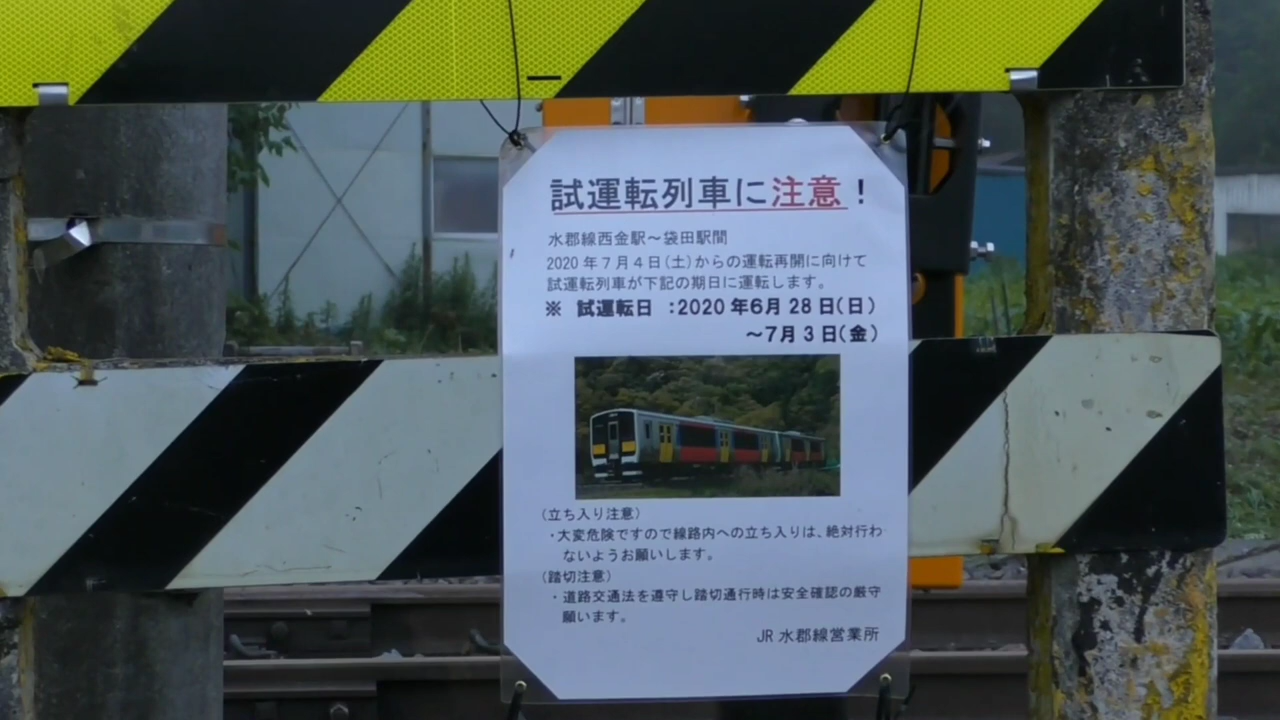 試運転列車に注意！
水郡線西金駅～袋田駅間
2020年７月４日（土）からの運転再開に向けて
試運転列車が下記の期日に運転します。
※ 試運転日 ：2020年6月28日（日）
～7月3日（金）
（立ち入り注意）
・大変危険ですので線路内への立ち入りは、絶対行わ
ないようお願いします。
（踏切注意）
・道路交通法を遵守し踏切通行時は安全確認の厳守
願います。
JR水郡線営業所